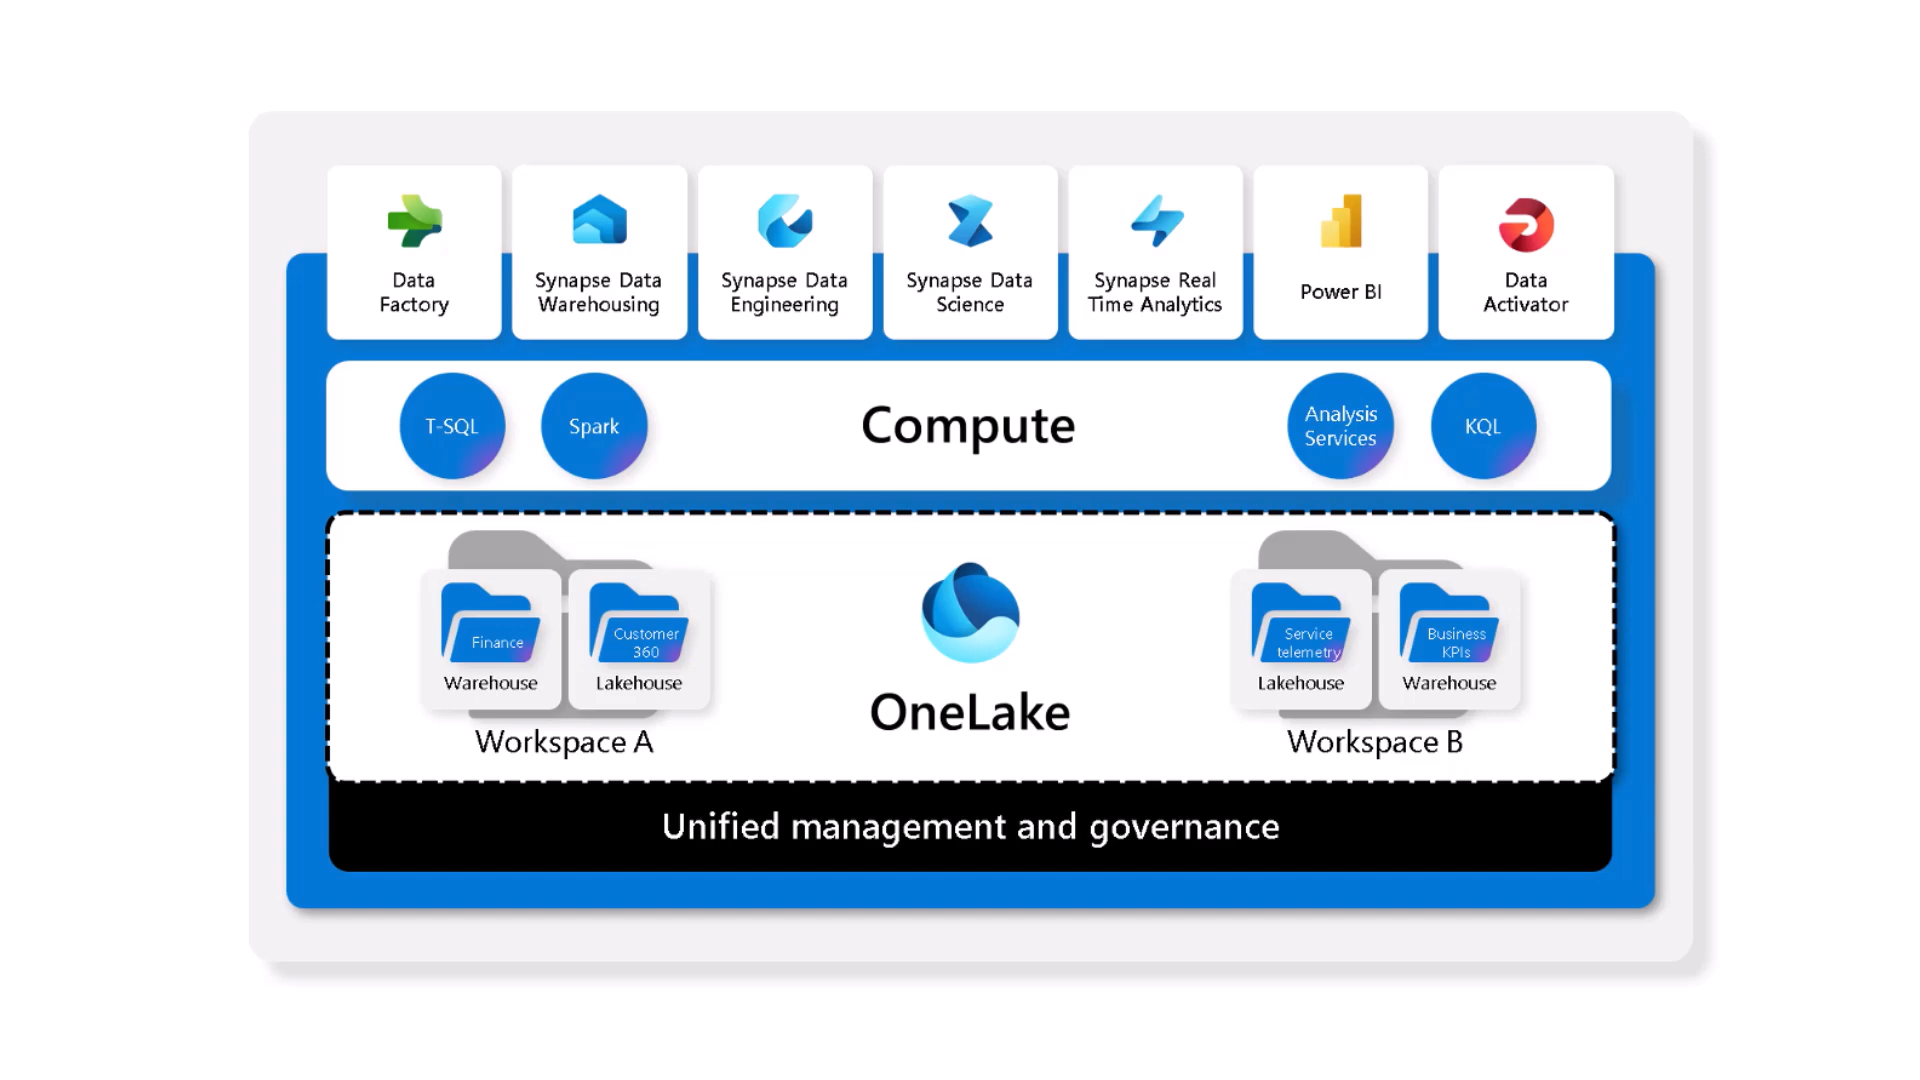 Data
Factory
Synapse Data
Warehousing
Synapse Data
Engineering
Synapse Data
Science
Synapse Real
Time Analytics
Power BI
Data
Activator
T-SQL
Spark
Compute
Analysis
Services
KQL
Finance
Warehouse
Customer
360
Lakehouse
Workspace A
OneLake
Service
telemetry
Lakehouse
Business
KPIs
Warehouse
Workspace B
Unified management and governance